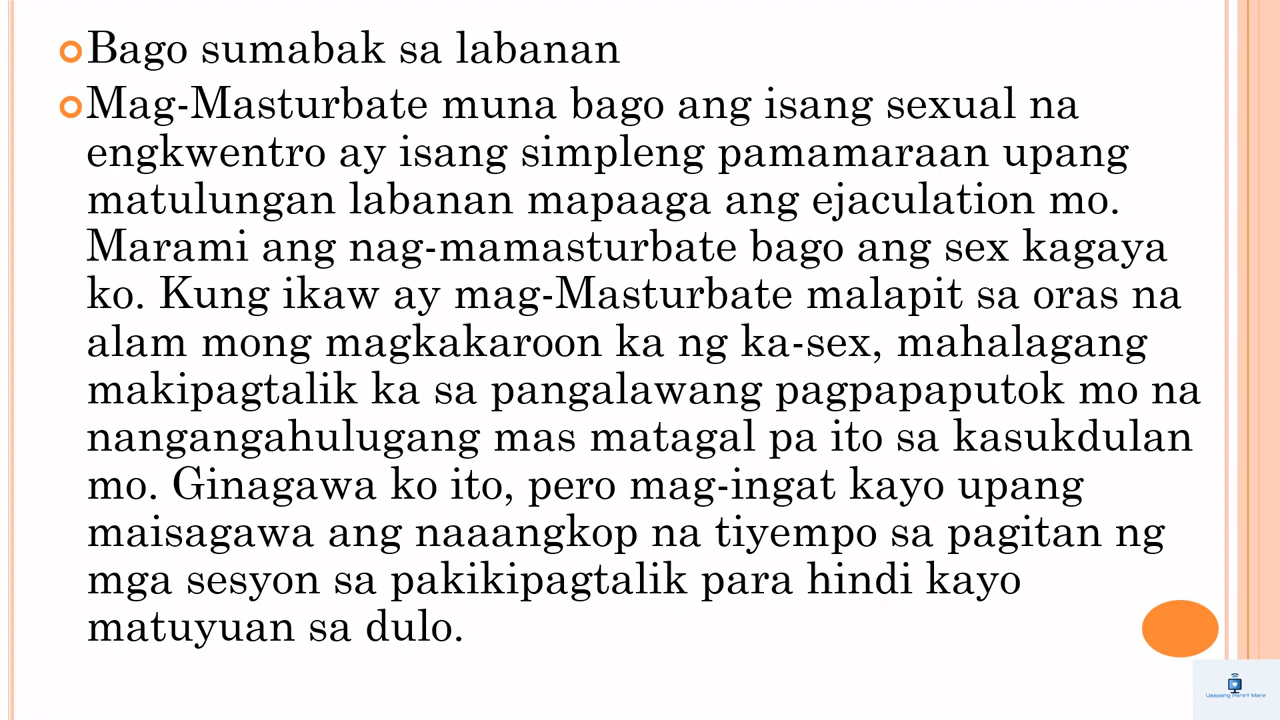 Bago sumabak sa labanan
Mag-Masturbate muna bago ang isang sexual na
engkwentro ay isang simpleng pamamaraan upang
matulungan labanan mapaaga ang ejaculation mo.
Marami ang nag-mamasturbate bago ang sex kagaya
ko. Kung ikaw ay mag-Masturbate malapit sa oras na
alam mong magkakaroon ka ng ka-sex, mahalagang
makipagtalik ka sa pangalawang pagpapaputok mo na
nangangahulugang mas matagal pa ito sa kasukdulan
mo. Ginagawa ko ito, pero mag-ingat kayo upang
maisagawa ang naaangkop na tiyempo sa pagitan ng
mga sesyon sa pakikipagtalik para hindi kayo
matuyuan sa dulo.